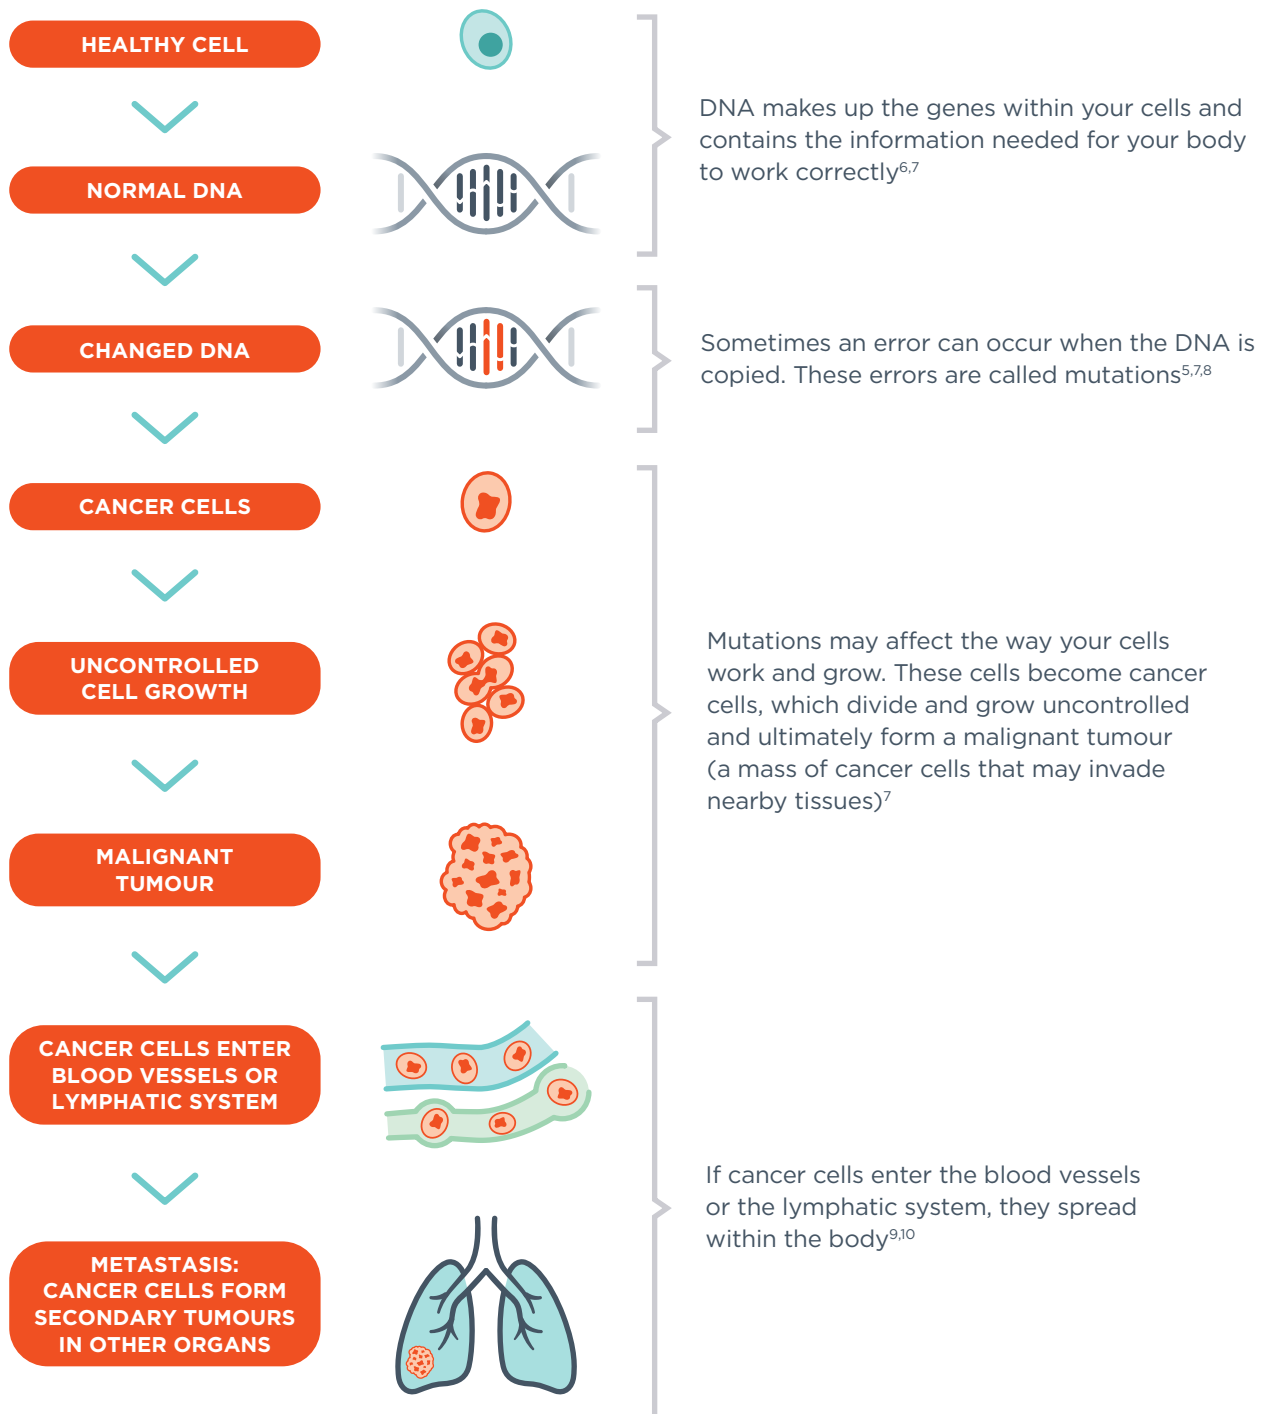 HEALTHY CELL
NORMAL DNA
DNA makes up the genes within your cells and
contains the information needed for your body
to work correctly6,7
CHANGED DNA
Sometimes an error can occur when the DNA is
copied. These errors are called mutations5,7,8
CANCER CELLS
UNCONTROLLED
CELL GROWTH
MALIGNANT
TUMOUR
Mutations may affect the way your cells
work and grow. These cells become cancer
cells, which divide and grow uncontrolled
and ultimately form a malignant tumour
(a mass of cancer cells that may invade
nearby tissues)7
CANCER CELLS ENTER
BLOOD VESSELS OR
LYMPHATIC SYSTEM
METASTASIS:
CANCER CELLS FORM
SECONDARY TUMOURS
IN OTHER ORGANS
If cancer cells enter the blood vessels
or the lymphatic system, they spread
within the body9,10